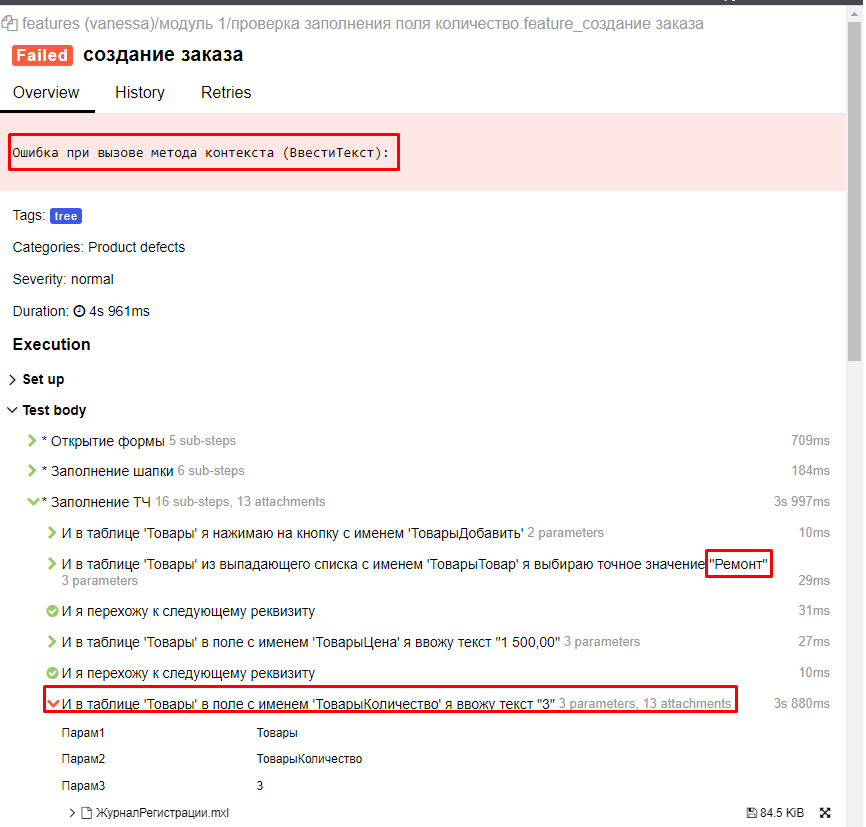 features (vanessa)/модуль 1/проверка заполнения поля количество.feature_создание заказа
Failed создание заказа
Overview History Retries
Ошибка при вызове метода контекста (ВвестиТекст):
Tags: tree
Categories: Product defects
Severity: normal
Duration: 4s 961ms
Execution
Set up
Test body
* Открытие формы 5 sub-steps 709ms
* Заполнение шапки 6 sub-steps 184ms
* Заполнение ТЧ 16 sub-steps, 13 attachments 3s 997ms
И в таблице 'Товары' я нажимаю на кнопку с именем 'ТоварыДобавить' 2 parameters 10ms
И в таблице 'Товары' из выпадающего списка с именем 'ТоварыТовар' я выбираю точное значение "Ремонт"
3 parameters 29ms
И я перехожу к следующему реквизиту 31ms
И в таблице 'Товары' в поле с именем 'ТоварыЦена' я ввожу текст "1 500,00" 3 parameters 27ms
И я перехожу к следующему реквизиту 10ms
И в таблице 'Товары' в поле с именем 'ТоварыКоличество' я ввожу текст "3" 3 parameters, 13 attachments 3s 880ms
Парам1 Товары
Парам2 ТоварыКоличество
Парам3 3
ЖурналРегистрации.mxl 84.5 KiB